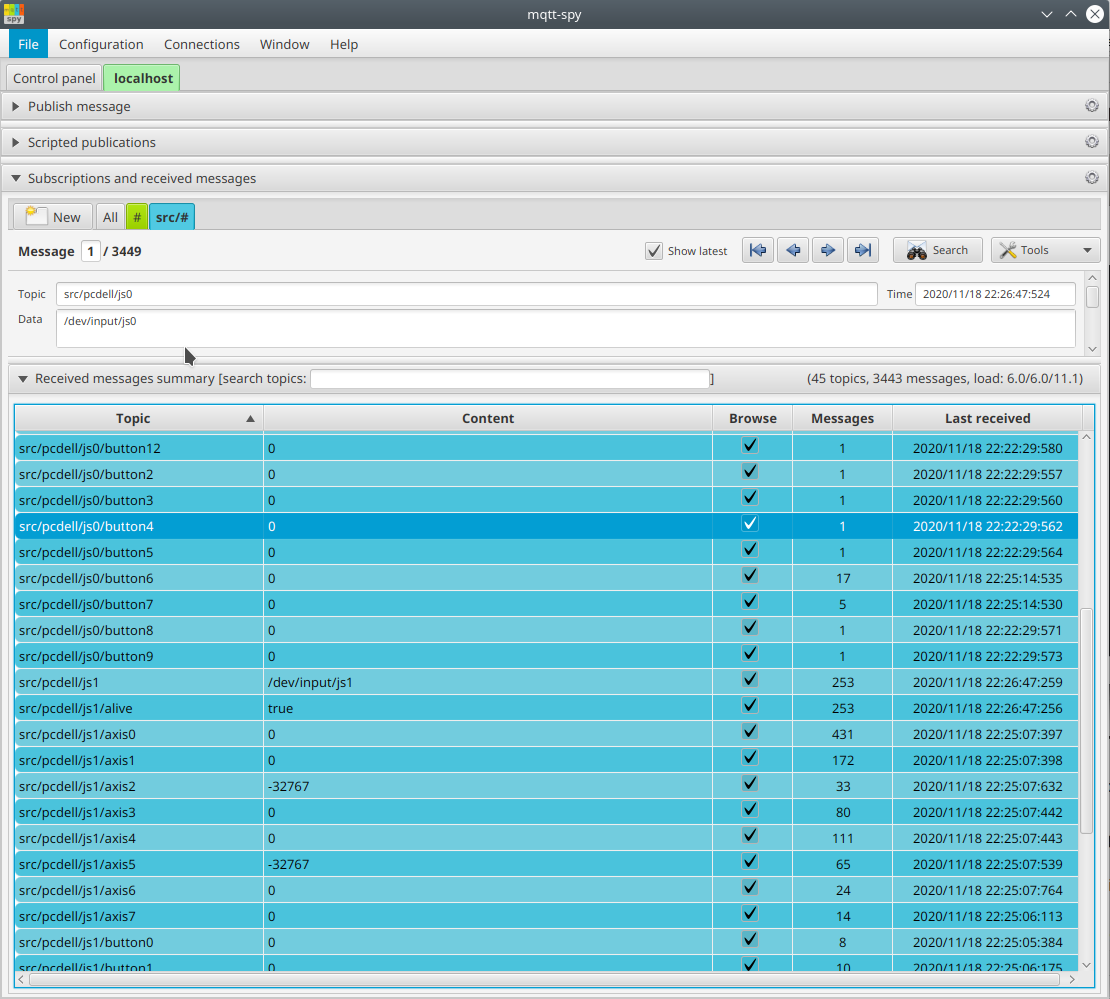 mqtt-spy
spy
File Configuration Connections Window Help
Control panel localhost
Publish message
Scripted publications
Subscriptions and received messages
New All # src/#
Message 1 / 3449 Show latest Search Tools
Topic src/pcdell/js0 Time 2020/11/18 22:26:47:524
Data /dev/input/js0
Received messages summary [search topics: ] (45 topics, 3443 messages, load: 6.0/6.0/11.1)
Topic Content Browse Messages Last received
src/pcdell/js0/button12 0 1 2020/11/18 22:22:29:580
src/pcdell/js0/button2 0 1 2020/11/18 22:22:29:557
src/pcdell/js0/button3 0 1 2020/11/18 22:22:29:560
src/pcdell/js0/button4 0 1 2020/11/18 22:22:29:562
src/pcdell/js0/button5 0 1 2020/11/18 22:22:29:564
src/pcdell/js0/button6 0 17 2020/11/18 22:25:14:535
src/pcdell/js0/button7 0 5 2020/11/18 22:25:14:530
src/pcdell/js0/button8 0 1 2020/11/18 22:22:29:571
src/pcdell/js0/button9 0 1 2020/11/18 22:22:29:573
src/pcdell/js1 /dev/input/js1 253 2020/11/18 22:26:47:259
src/pcdell/js1/alive true 253 2020/11/18 22:26:47:256
src/pcdell/js1/axis0 0 431 2020/11/18 22:25:07:397
src/pcdell/js1/axis1 0 172 2020/11/18 22:25:07:398
src/pcdell/js1/axis2 -32767 33 2020/11/18 22:25:07:632
src/pcdell/js1/axis3 0 80 2020/11/18 22:25:07:442
src/pcdell/js1/axis4 0 111 2020/11/18 22:25:07:443
src/pcdell/js1/axis5 -32767 65 2020/11/18 22:25:07:539
src/pcdell/js1/axis6 0 24 2020/11/18 22:25:07:764
src/pcdell/js1/axis7 0 14 2020/11/18 22:25:06:113
src/pcdell/js1/button0 0 8 2020/11/18 22:25:05:384
src/pcdell/js1/button1 0 10 2020/11/18 22:25:06:175